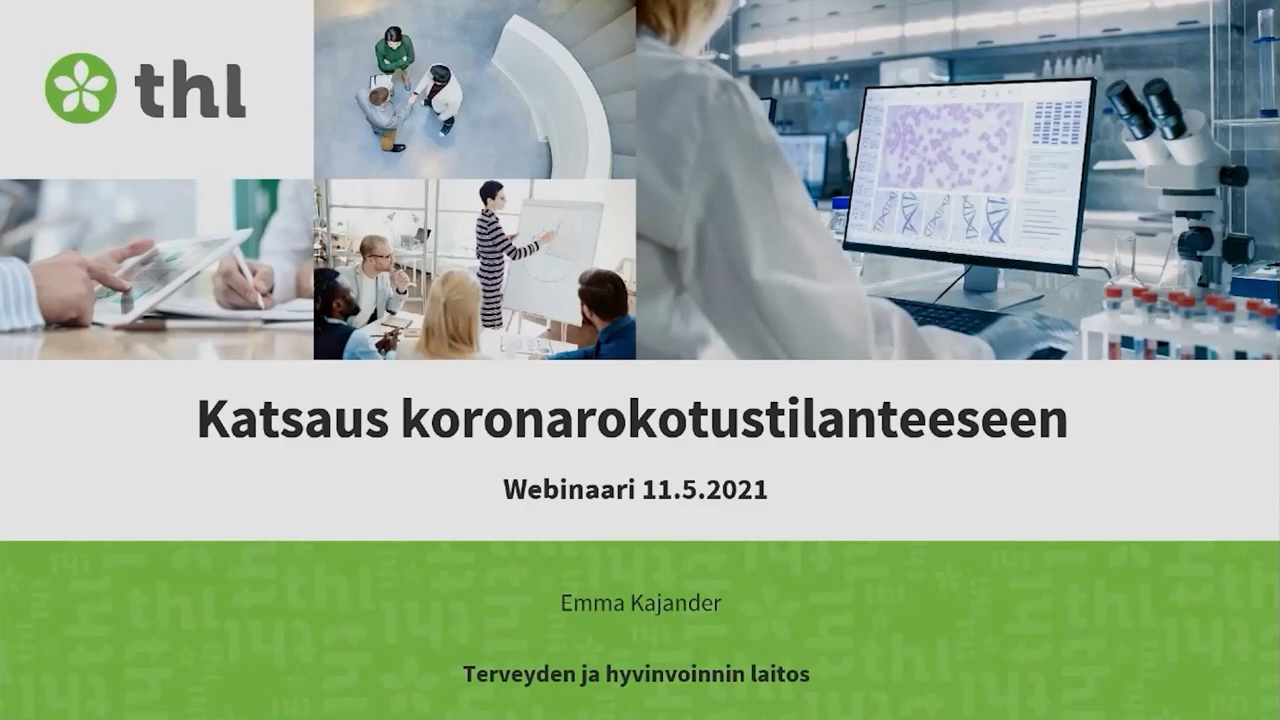 thl
Katsaus koronarokotustilanteeseen
Webinaari 11.5.2021
Emma Kajander
Terveyden ja hyvinvoinnin laitos